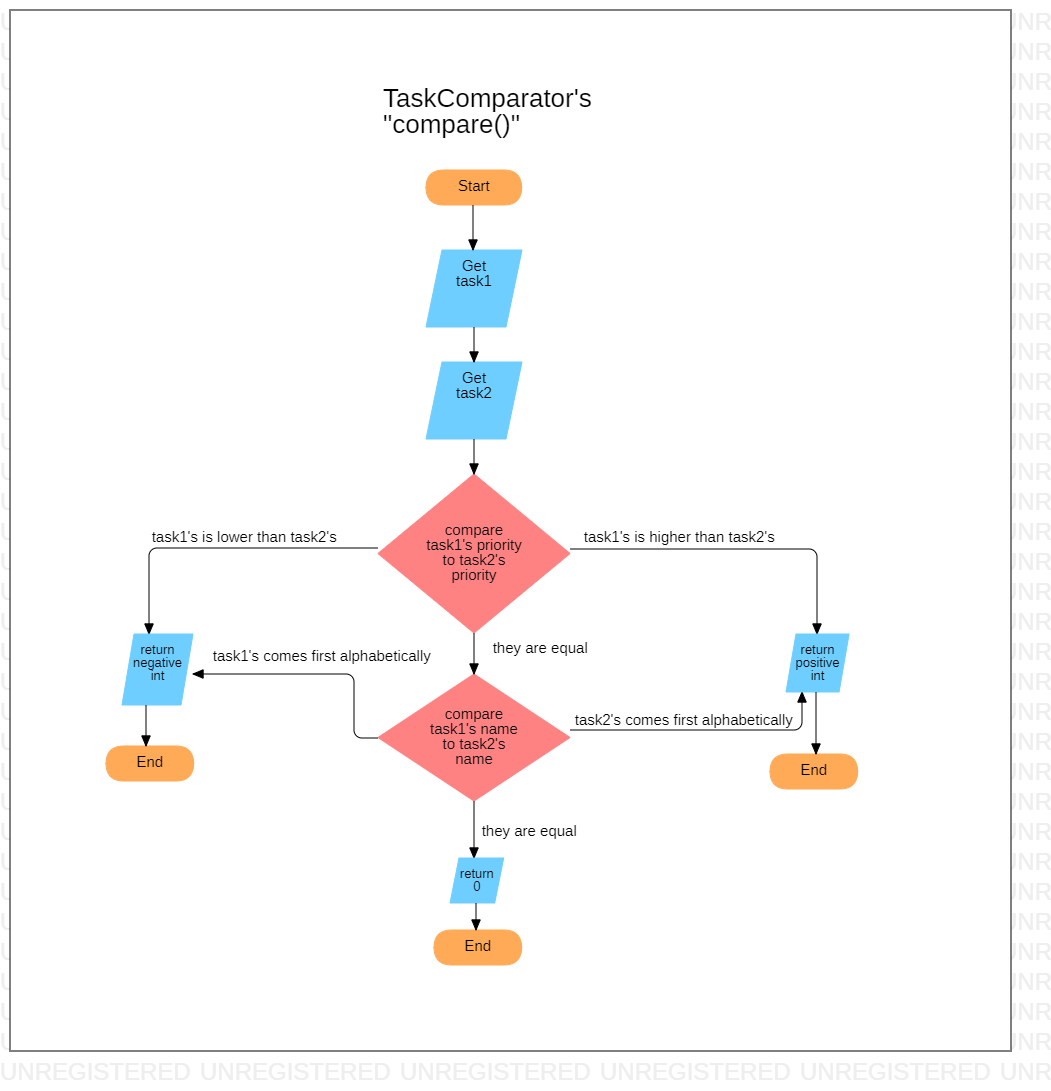 TaskComparator's
"compare()"
Start
Get
task1
Get
task2
compare
task1's priority
to task2's
priority
task1's is lower than task2's
task1's is higher than task2's
return
negative
int
they are equal
return
positive
int
task1's comes first alphabetically
compare
task1's name
to task2's
name
task2's comes first alphabetically
End
End
they are equal
return
0
End
UNREGISTERED UNREGISTERED UNREGISTERED UNREGISTERED UNREGISTERED UNR